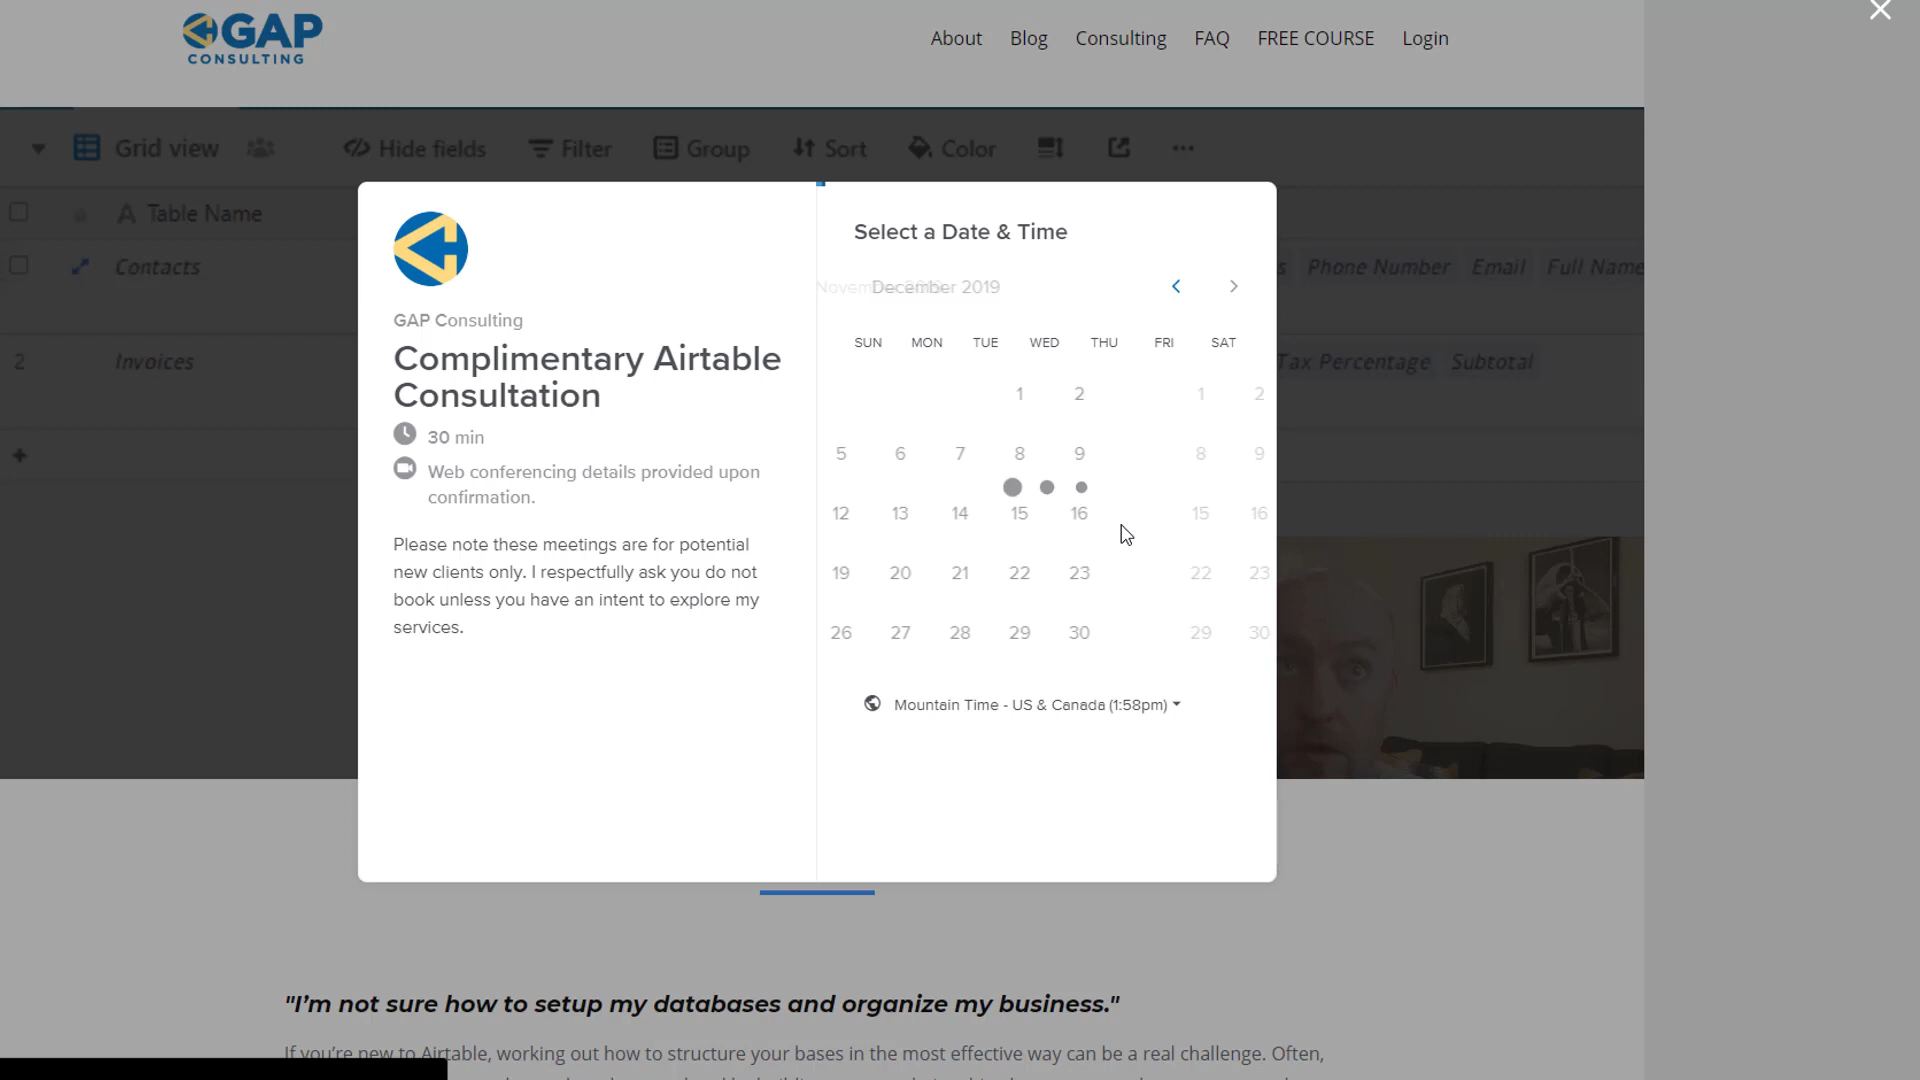 GAP
CONSULTING
About Blog Consulting FAQ FREE COURSE Login
Grid view Hide fields Filter Group Sort Color
A Table Name
Contacts
Phone Number Email Full Name
2 Invoices
Tax Percentage Subtotal
GAP Consulting
Complimentary Airtable
Consultation
30 min
Web conferencing details provided upon
confirmation.
Please note these meetings are for potential
new clients only. I respectfully ask you do not
book unless you have an intent to explore my
services.
Select a Date & Time
December 2019
SUN MON TUE WED THU FRI SAT
1 2 1 2
5 6 7 8 9 8 9
12 13 14 15 16 15 16
19 20 21 22 23 22 23
26 27 28 29 30 29 30
Mountain Time - US & Canada (1:58pm)
"I'm not sure how to setup my databases and organize my business."
If you're new to Airtable, working out how to structure your bases in the most effective way can be a real challenge. Often,